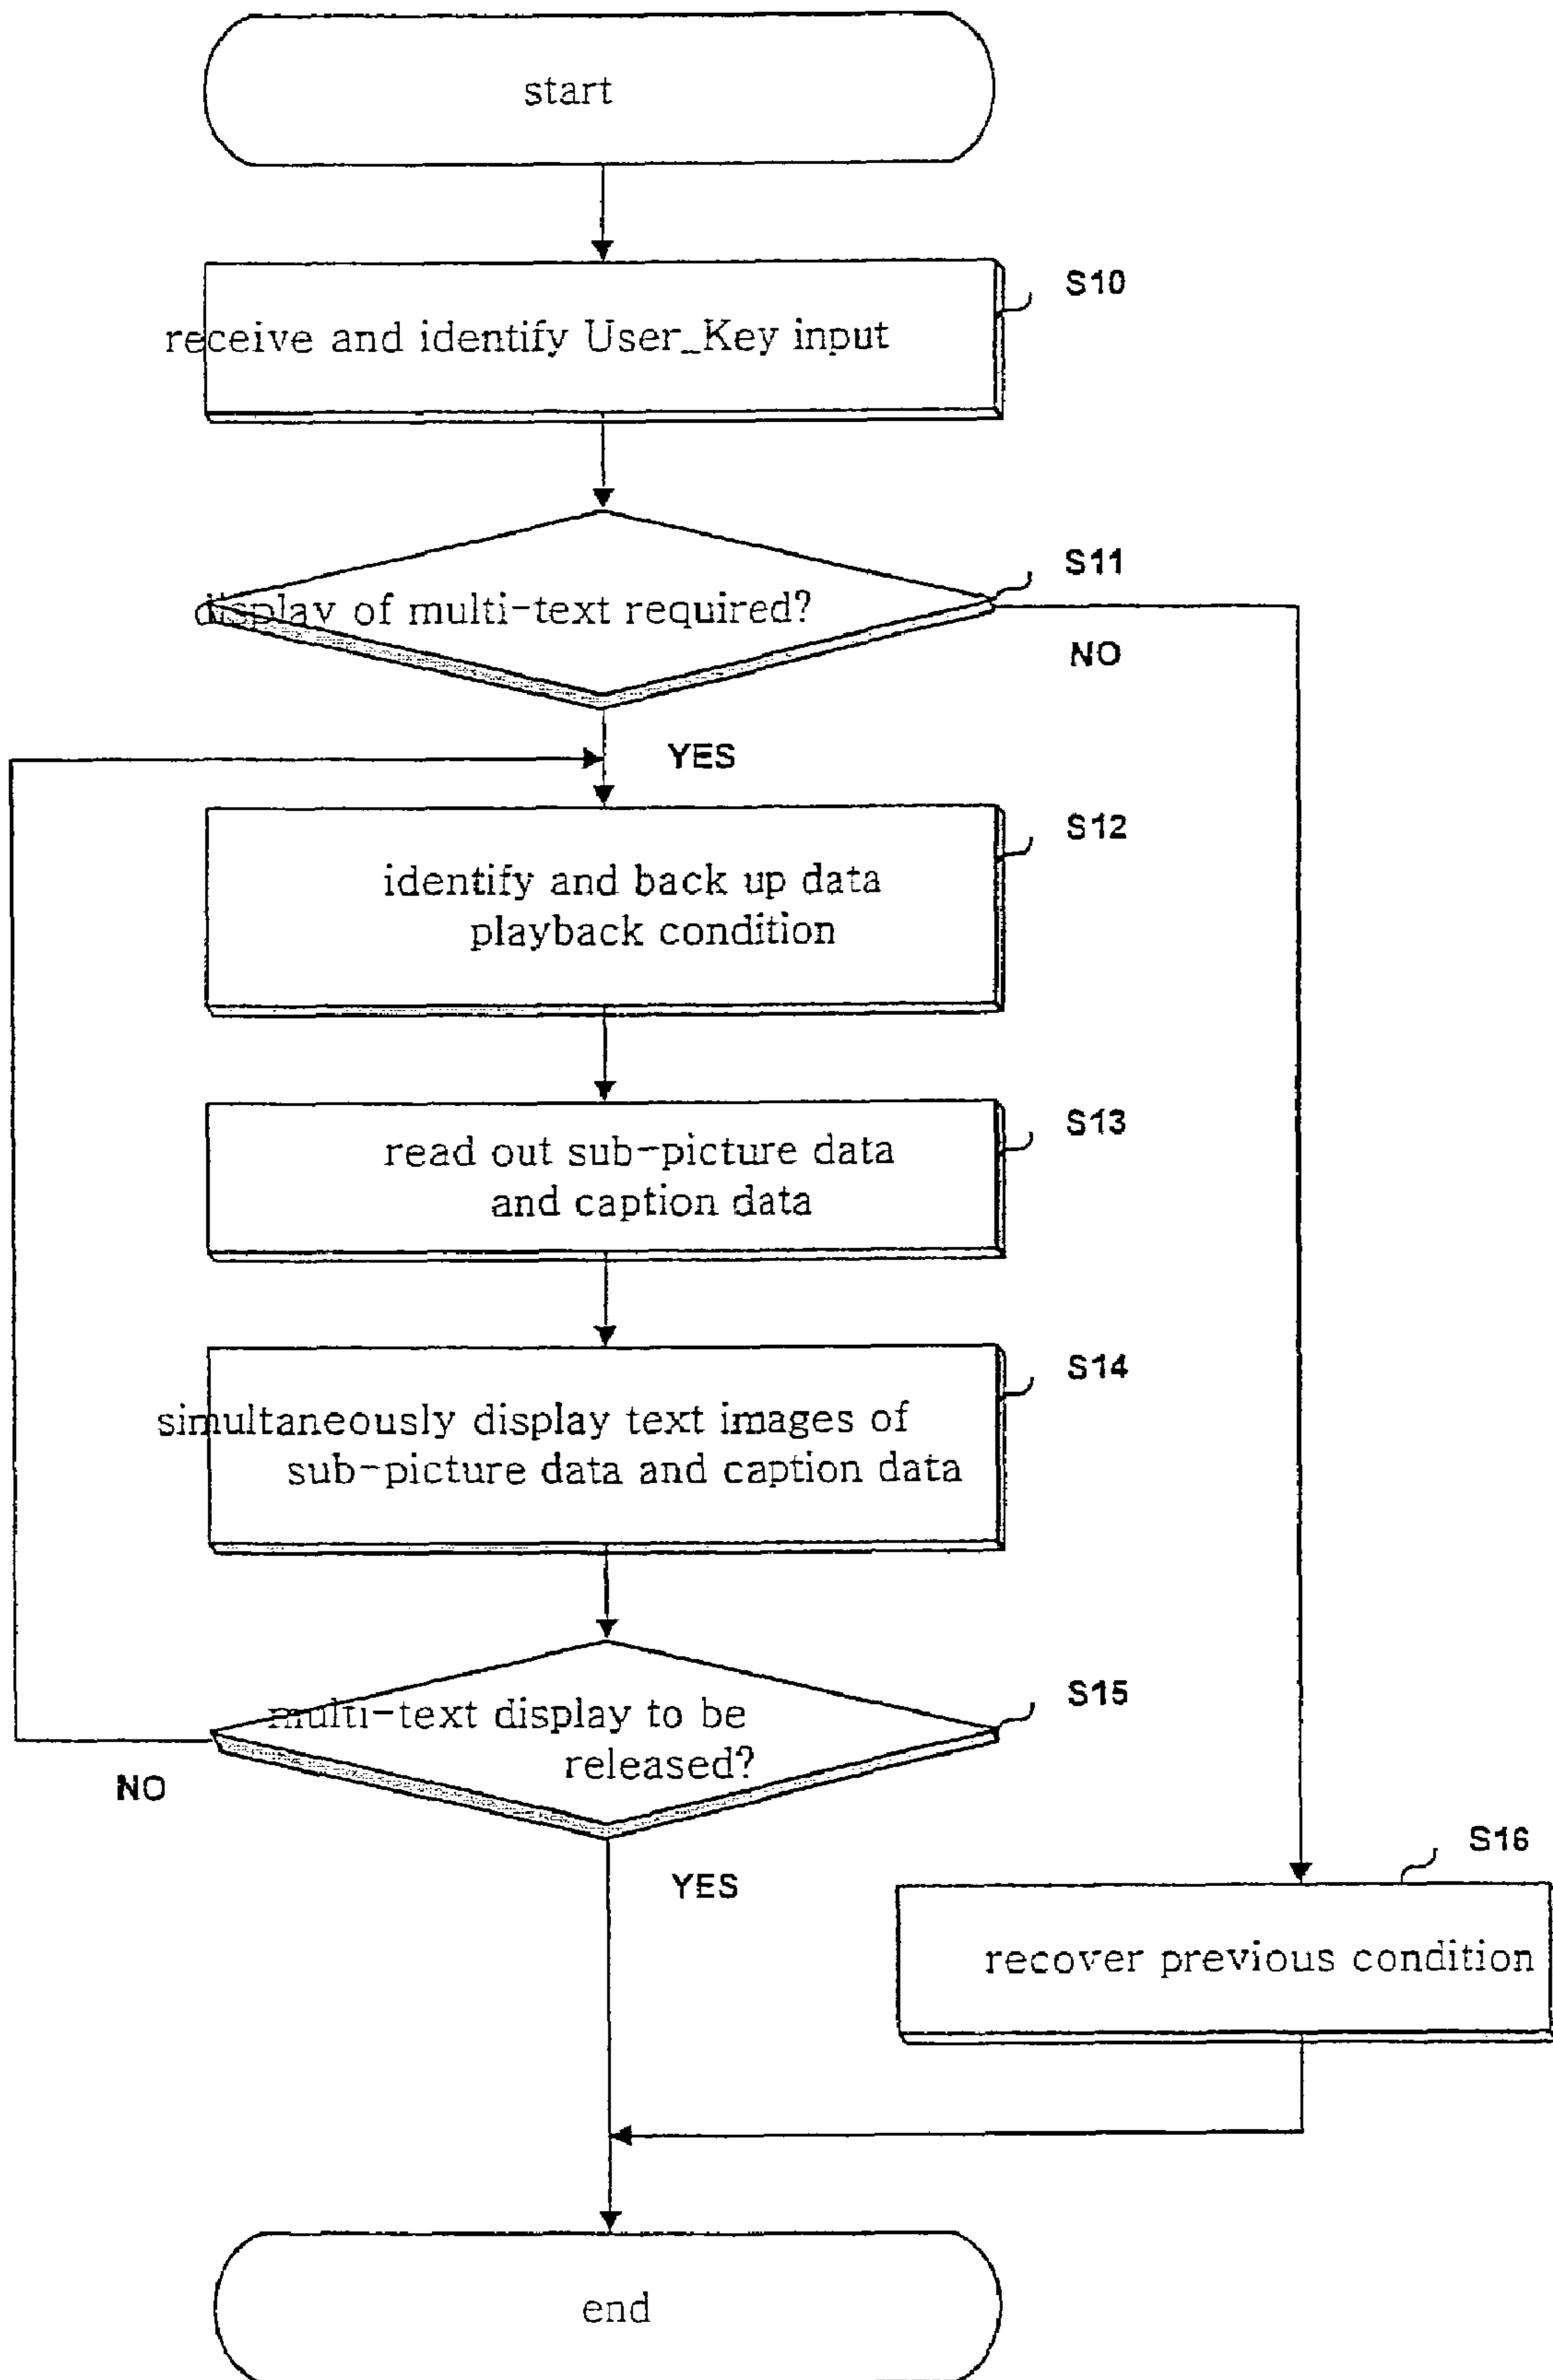 start
S10
receive and identify User_Key input
S11
display of multi-text required?
NO
YES
S12
identify and back up data
playback condition
S13
read out sub-picture data
and caption data
S14
simultaneously display text images of
sub-picture data and caption data
S15
multi-text display to be
released?
NO
YES
S16
recover previous condition
end